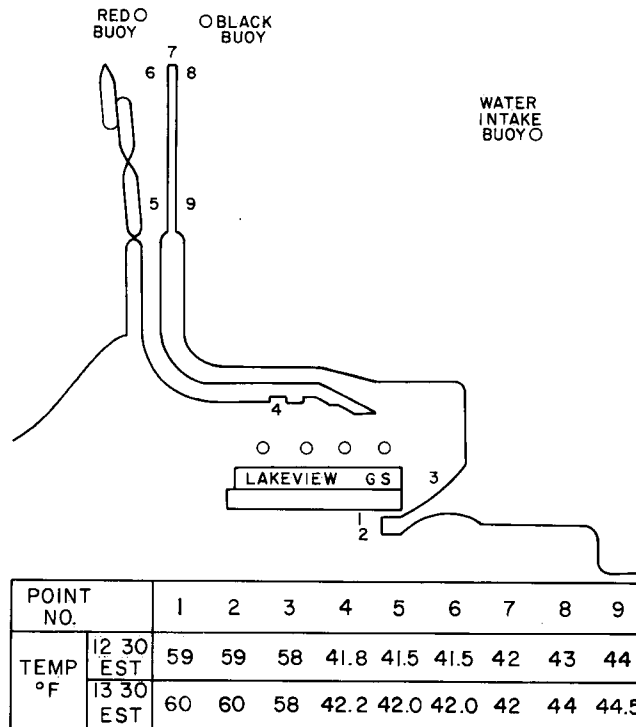 RED
BUOY
BLACK
BUOY
7
6 8
WATER
INTAKE
BUOY
5 9
4
LAKEVIEW G S
3
1
2
POINT NO. 1 2 3 4 5 6 7 8 9
TEMP °F
12 30 EST 59 59 58 41.8 41.5 41.5 42 43 44
13 30 EST 60 60 58 42.2 42.0 42.0 42 44 44.5